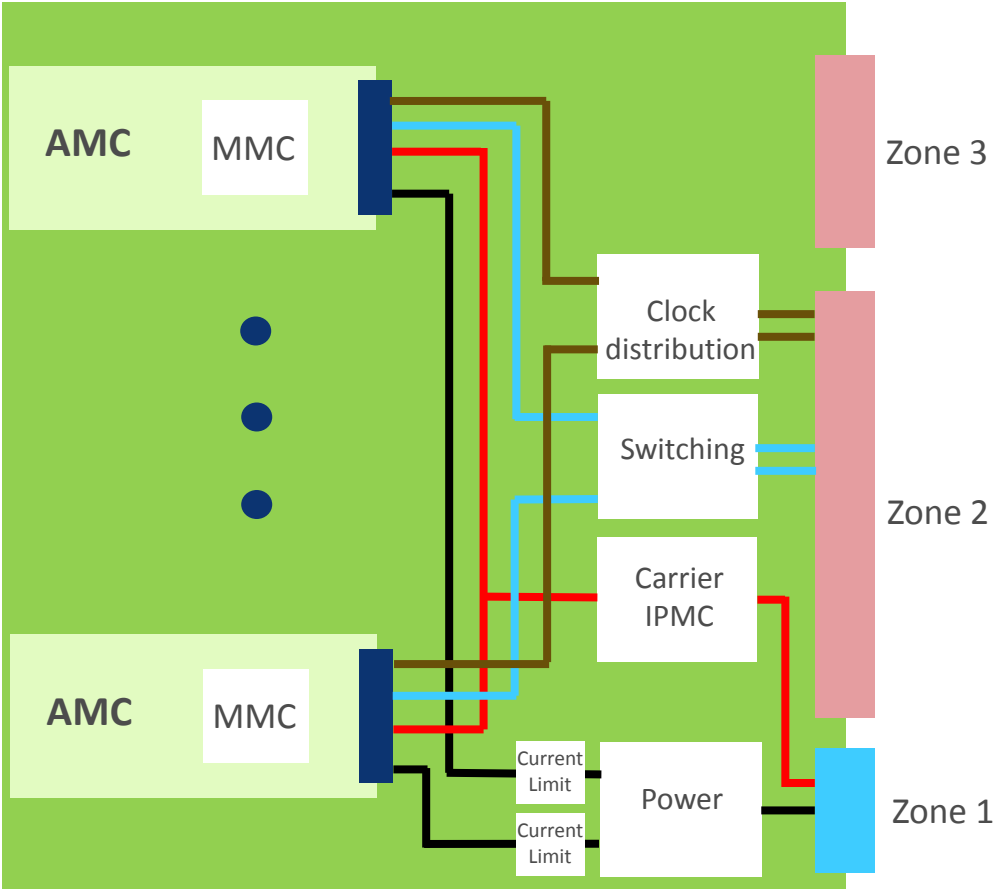 AMC
MMC
Zone 3
Clock
distribution
Switching
Zone 2
Carrier
IPMC
AMC
MMC
Current
Limit
Power
Zone 1
Current
Limit